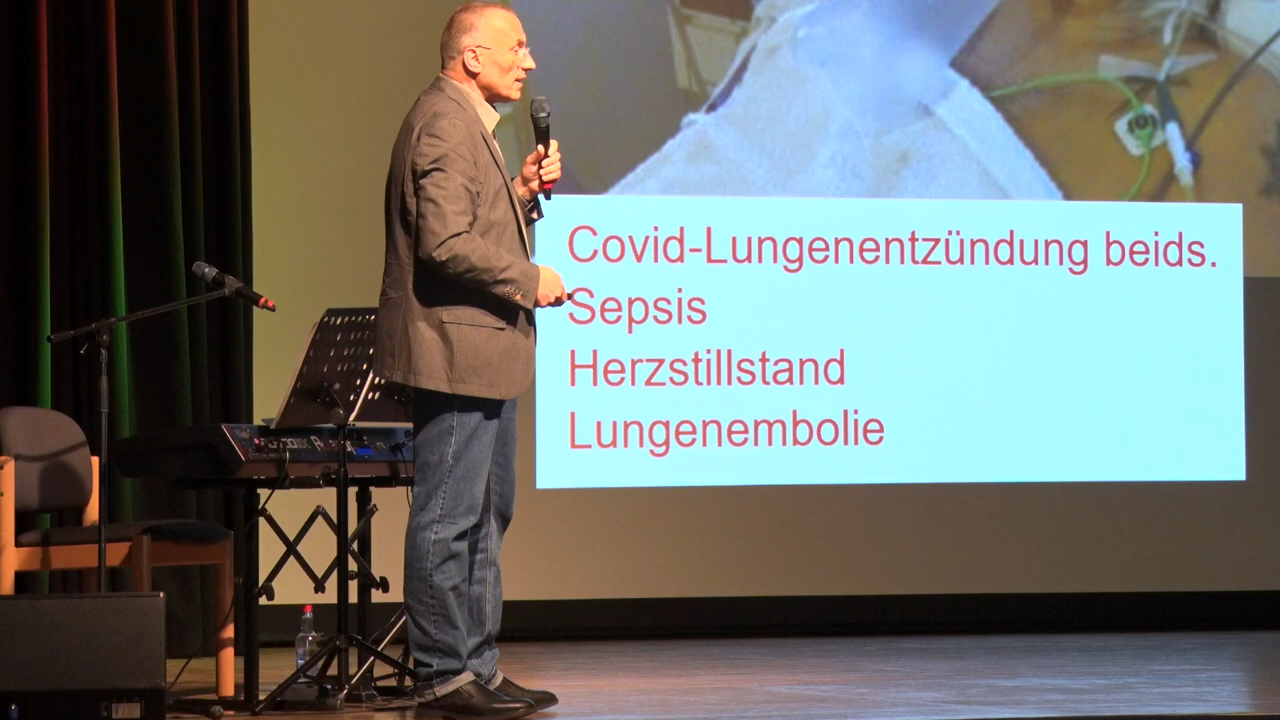 Covid-Lungenentzündung beids.
Sepsis
Herzstillstand
Lungenembolie